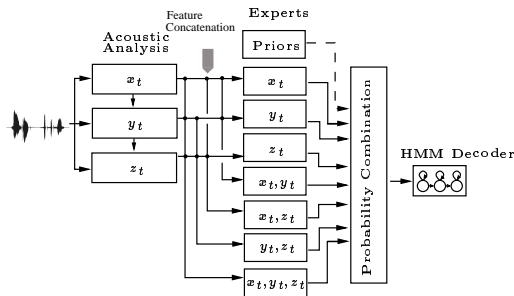 Feature
Concatenation
Experts
Acoustic
Analysis
Priors
x_t
y_t
z_t
x_t
y_t
z_t
x_t, y_t
x_t, z_t
y_t, z_t
x_t, y_t, z_t
Probability Combination
HMM Decoder